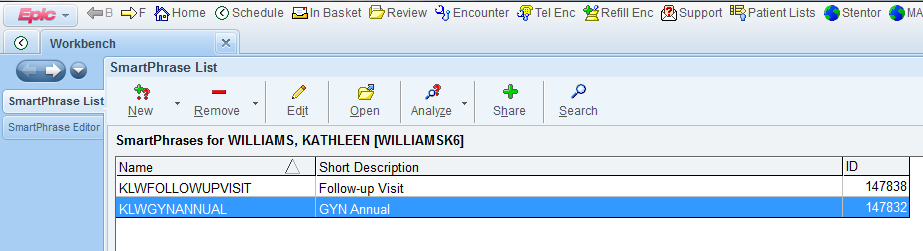 Epic B F Home Schedule In Basket Review Encounter Tel Enc Refill Enc Support Patient Lists Stentor MA
Workbench
SmartPhrase List
SmartPhrase List
SmartPhrase Editor
New Remove Edit Open Analyze Share Search
SmartPhrases for WILLIAMS, KATHLEEN [WILLIAMSK6]
Name Short Description ID
KLWFOLLOWUPVISIT Follow-up Visit 147838
KLWGYNANNUAL GYN Annual 147832